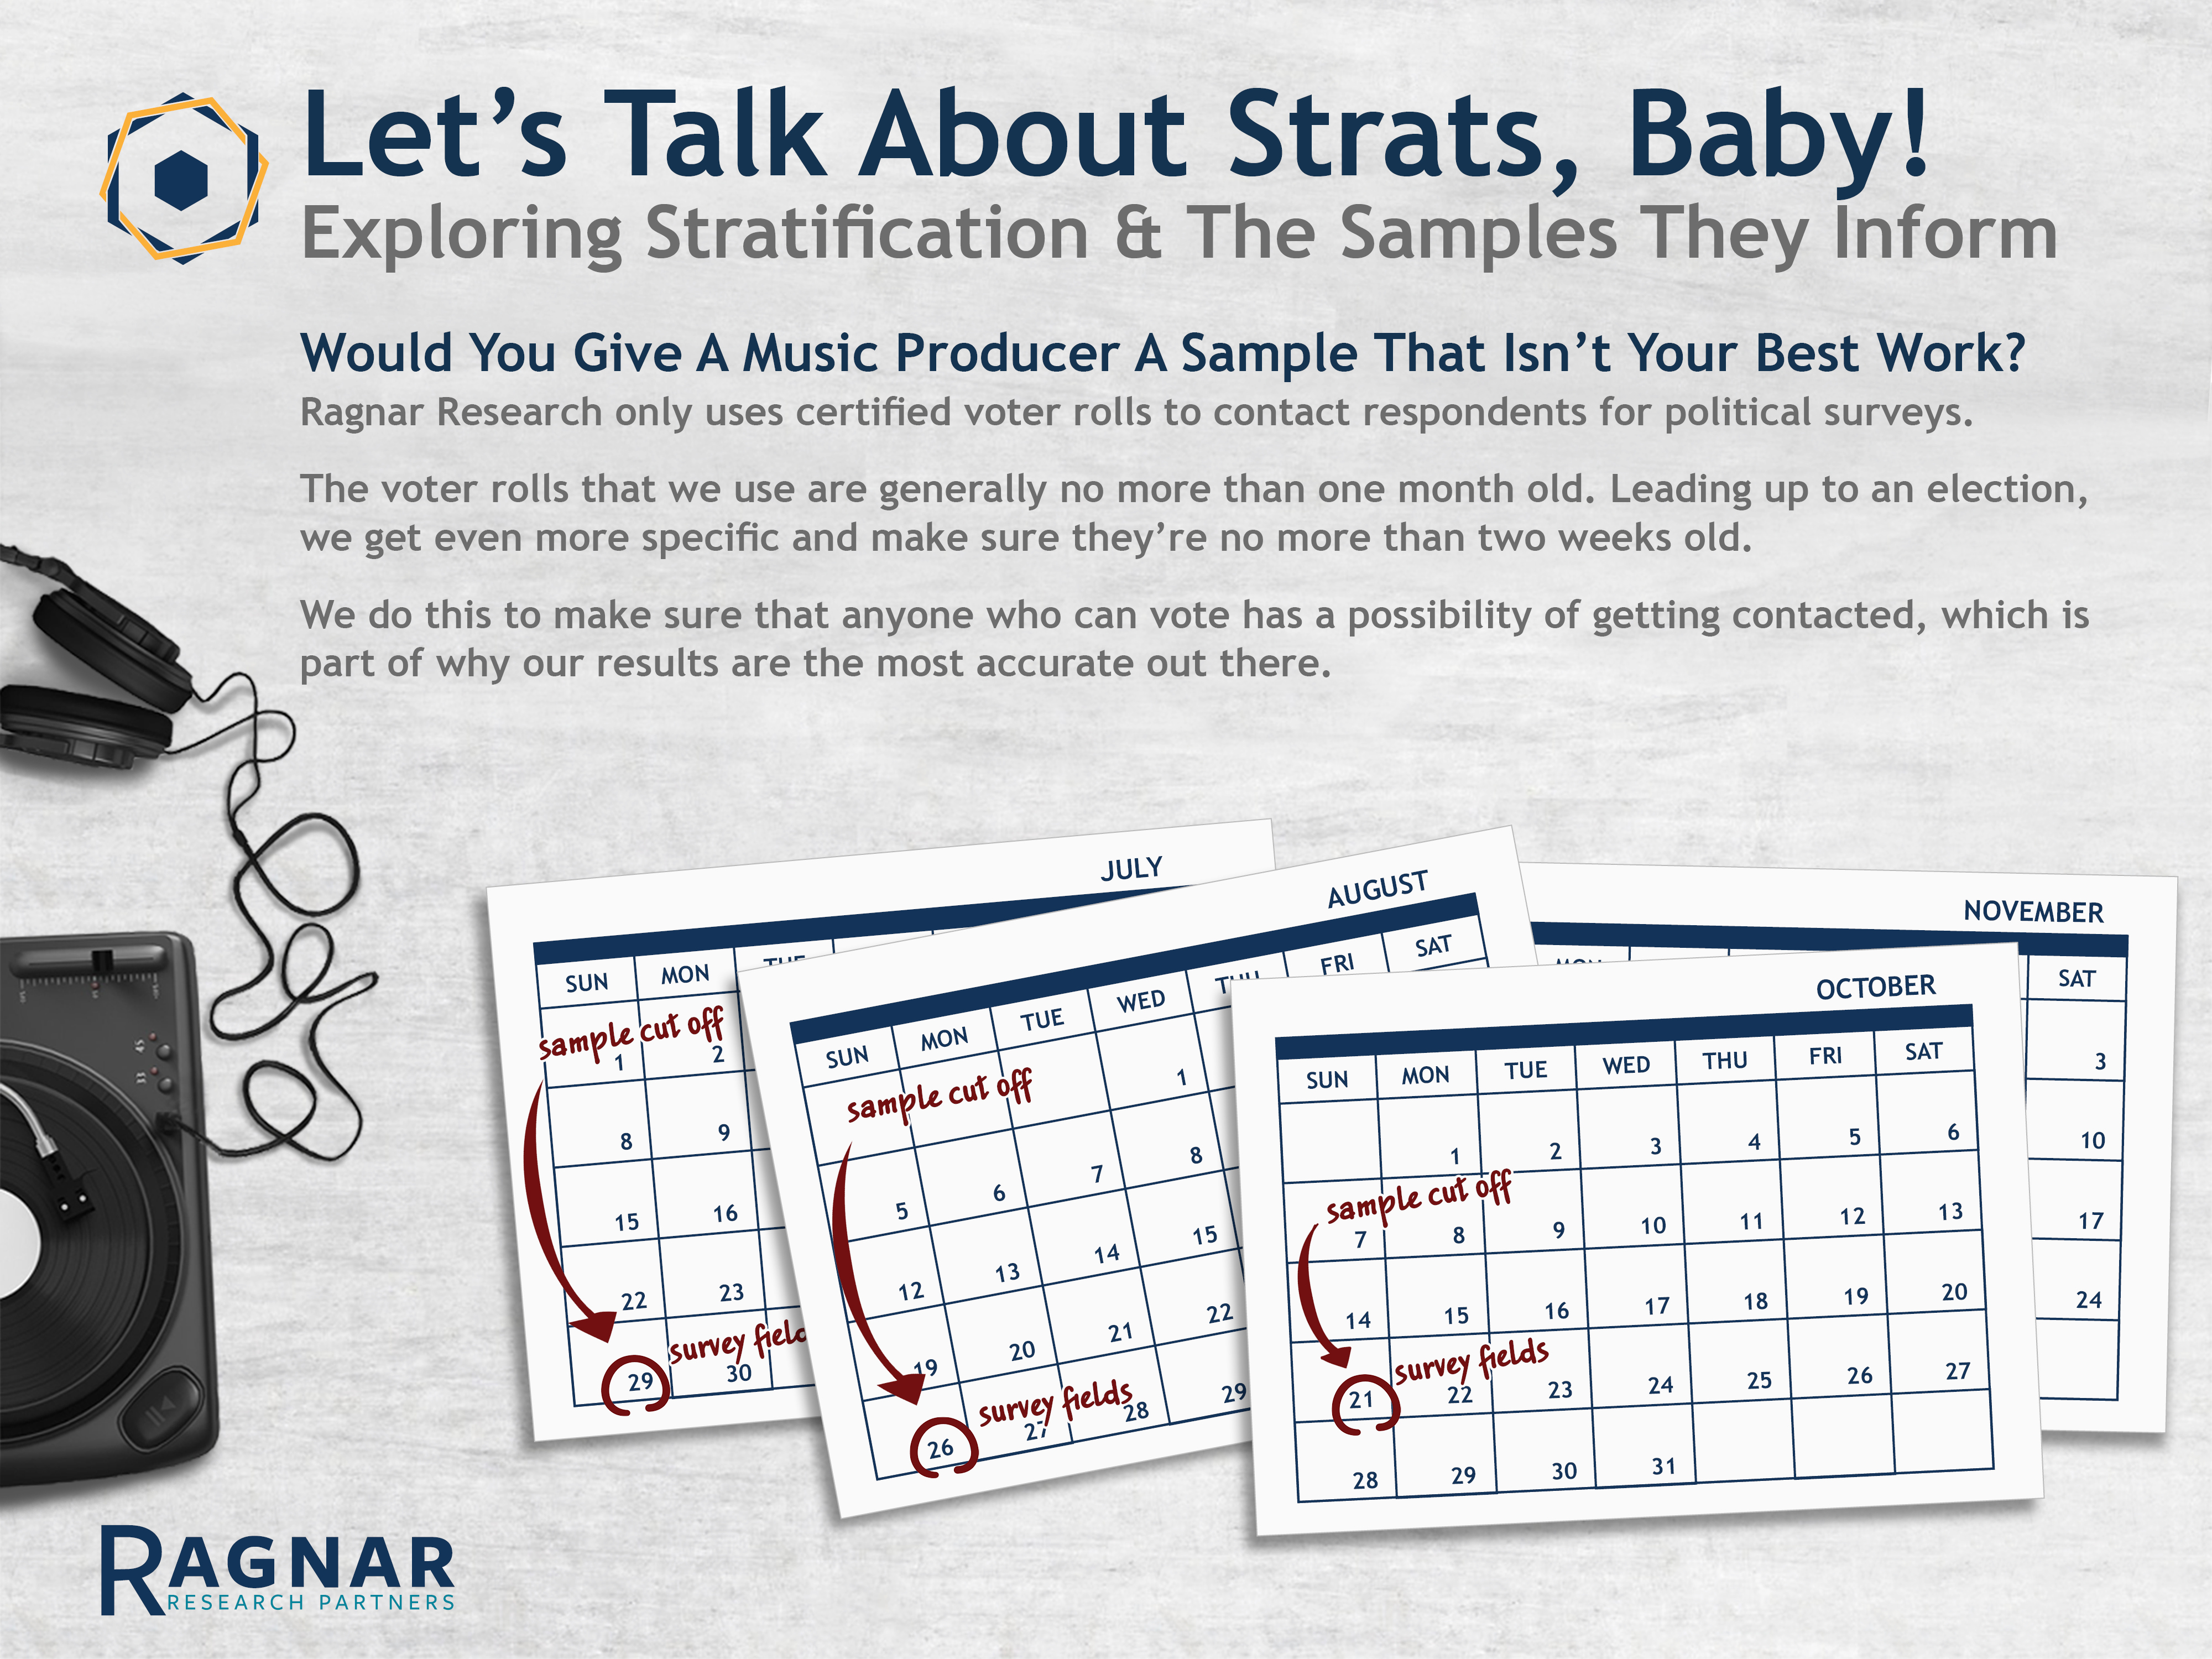 Let's Talk About Strats, Baby!
Exploring Stratification & The Samples They Inform
Would You Give A Music Producer A Sample That Isn't Your Best Work?
Ragnar Research only uses certified voter rolls to contact respondents for political surveys.
The voter rolls that we use are generally no more than one month old. Leading up to an election,
we get even more specific and make sure they're no more than two weeks old.
We do this to make sure that anyone who can vote has a possibility of getting contacted, which is
part of why our results are the most accurate out there.
JULY
SUN MON TUE
sample cut off
1 2
8 9
15 16
22 23
survey field
29 30
AUGUST
SUN MON TUE WED THU FRI SAT
sample cut off
1
5 6 7 8
12 13 14 15
19 20 21 22
survey fields
26 27 28 29
OCTOBER
SUN MON TUE WED THU FRI SAT
1 2 3 4 5 6
sample cut off
7 8 9 10 11 12 13
14 15 16 17 18 19 20
survey fields
21 22 23 24 25 26 27
28 29 30 31
NOVEMBER
MON SAT
3
10
17
24
RAGNAR
RESEARCH PARTNERS